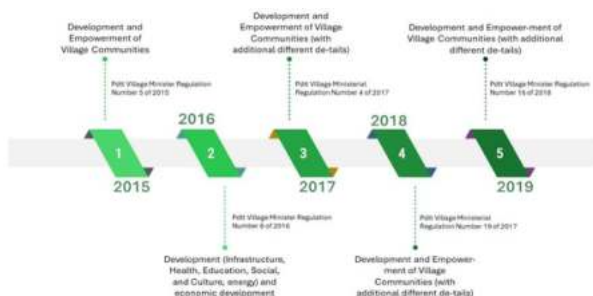 Development and
Empowerment of
Village Communities
Pdtt Village Minister Regulation
Number 5 of 2015
1
2015
2016
2
Pdtt Village Minister Regulation
Number 6 of 2016
Development (Infrastructure,
Health, Education, Social,
and Culture, energy) and
economic development
Development and
Empowerment of Village
Communities (with
additional different de-tails)
Pdtt Village Ministerial
Regulation Number 4 of 2017
3
2017
2018
4
Pdtt Village Ministerial
Regulation Number 19 of 2017
Development and Empower-
ment of Village
Communities (with
additional different de-tails)
Development and Empower-ment of
Village Communities (with additional
different de-tails)
Pdtt Village Minister Regulation
Number 16 of 2018
5
2019